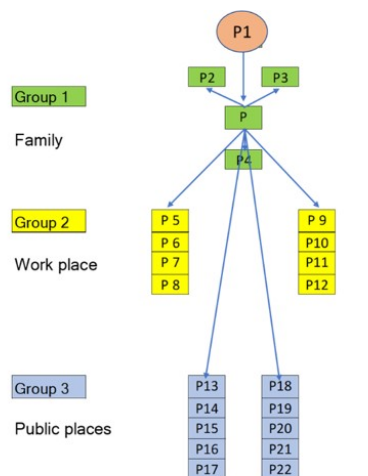 P1
P2 P3
Group 1
P
Family
P4
Group 2
P 5 P 9
P 6 P10
Work place
P 7 P11
P 8 P12
Group 3
P13 P18
P14 P19
Public places
P15 P20
P16 P21
P17 P22